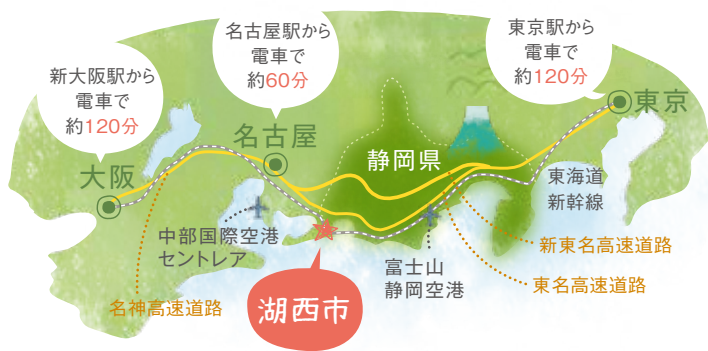 新大阪駅から
電車で
約120分
名古屋駅から
電車で
約60分
東京駅から
電車で
約120分
大阪
名古屋
東京
静岡県
東海道
新幹線
中部国際空港
セントレア
富士山
静岡空港
新東名高速道路
東名高速道路
名神高速道路
湖西市